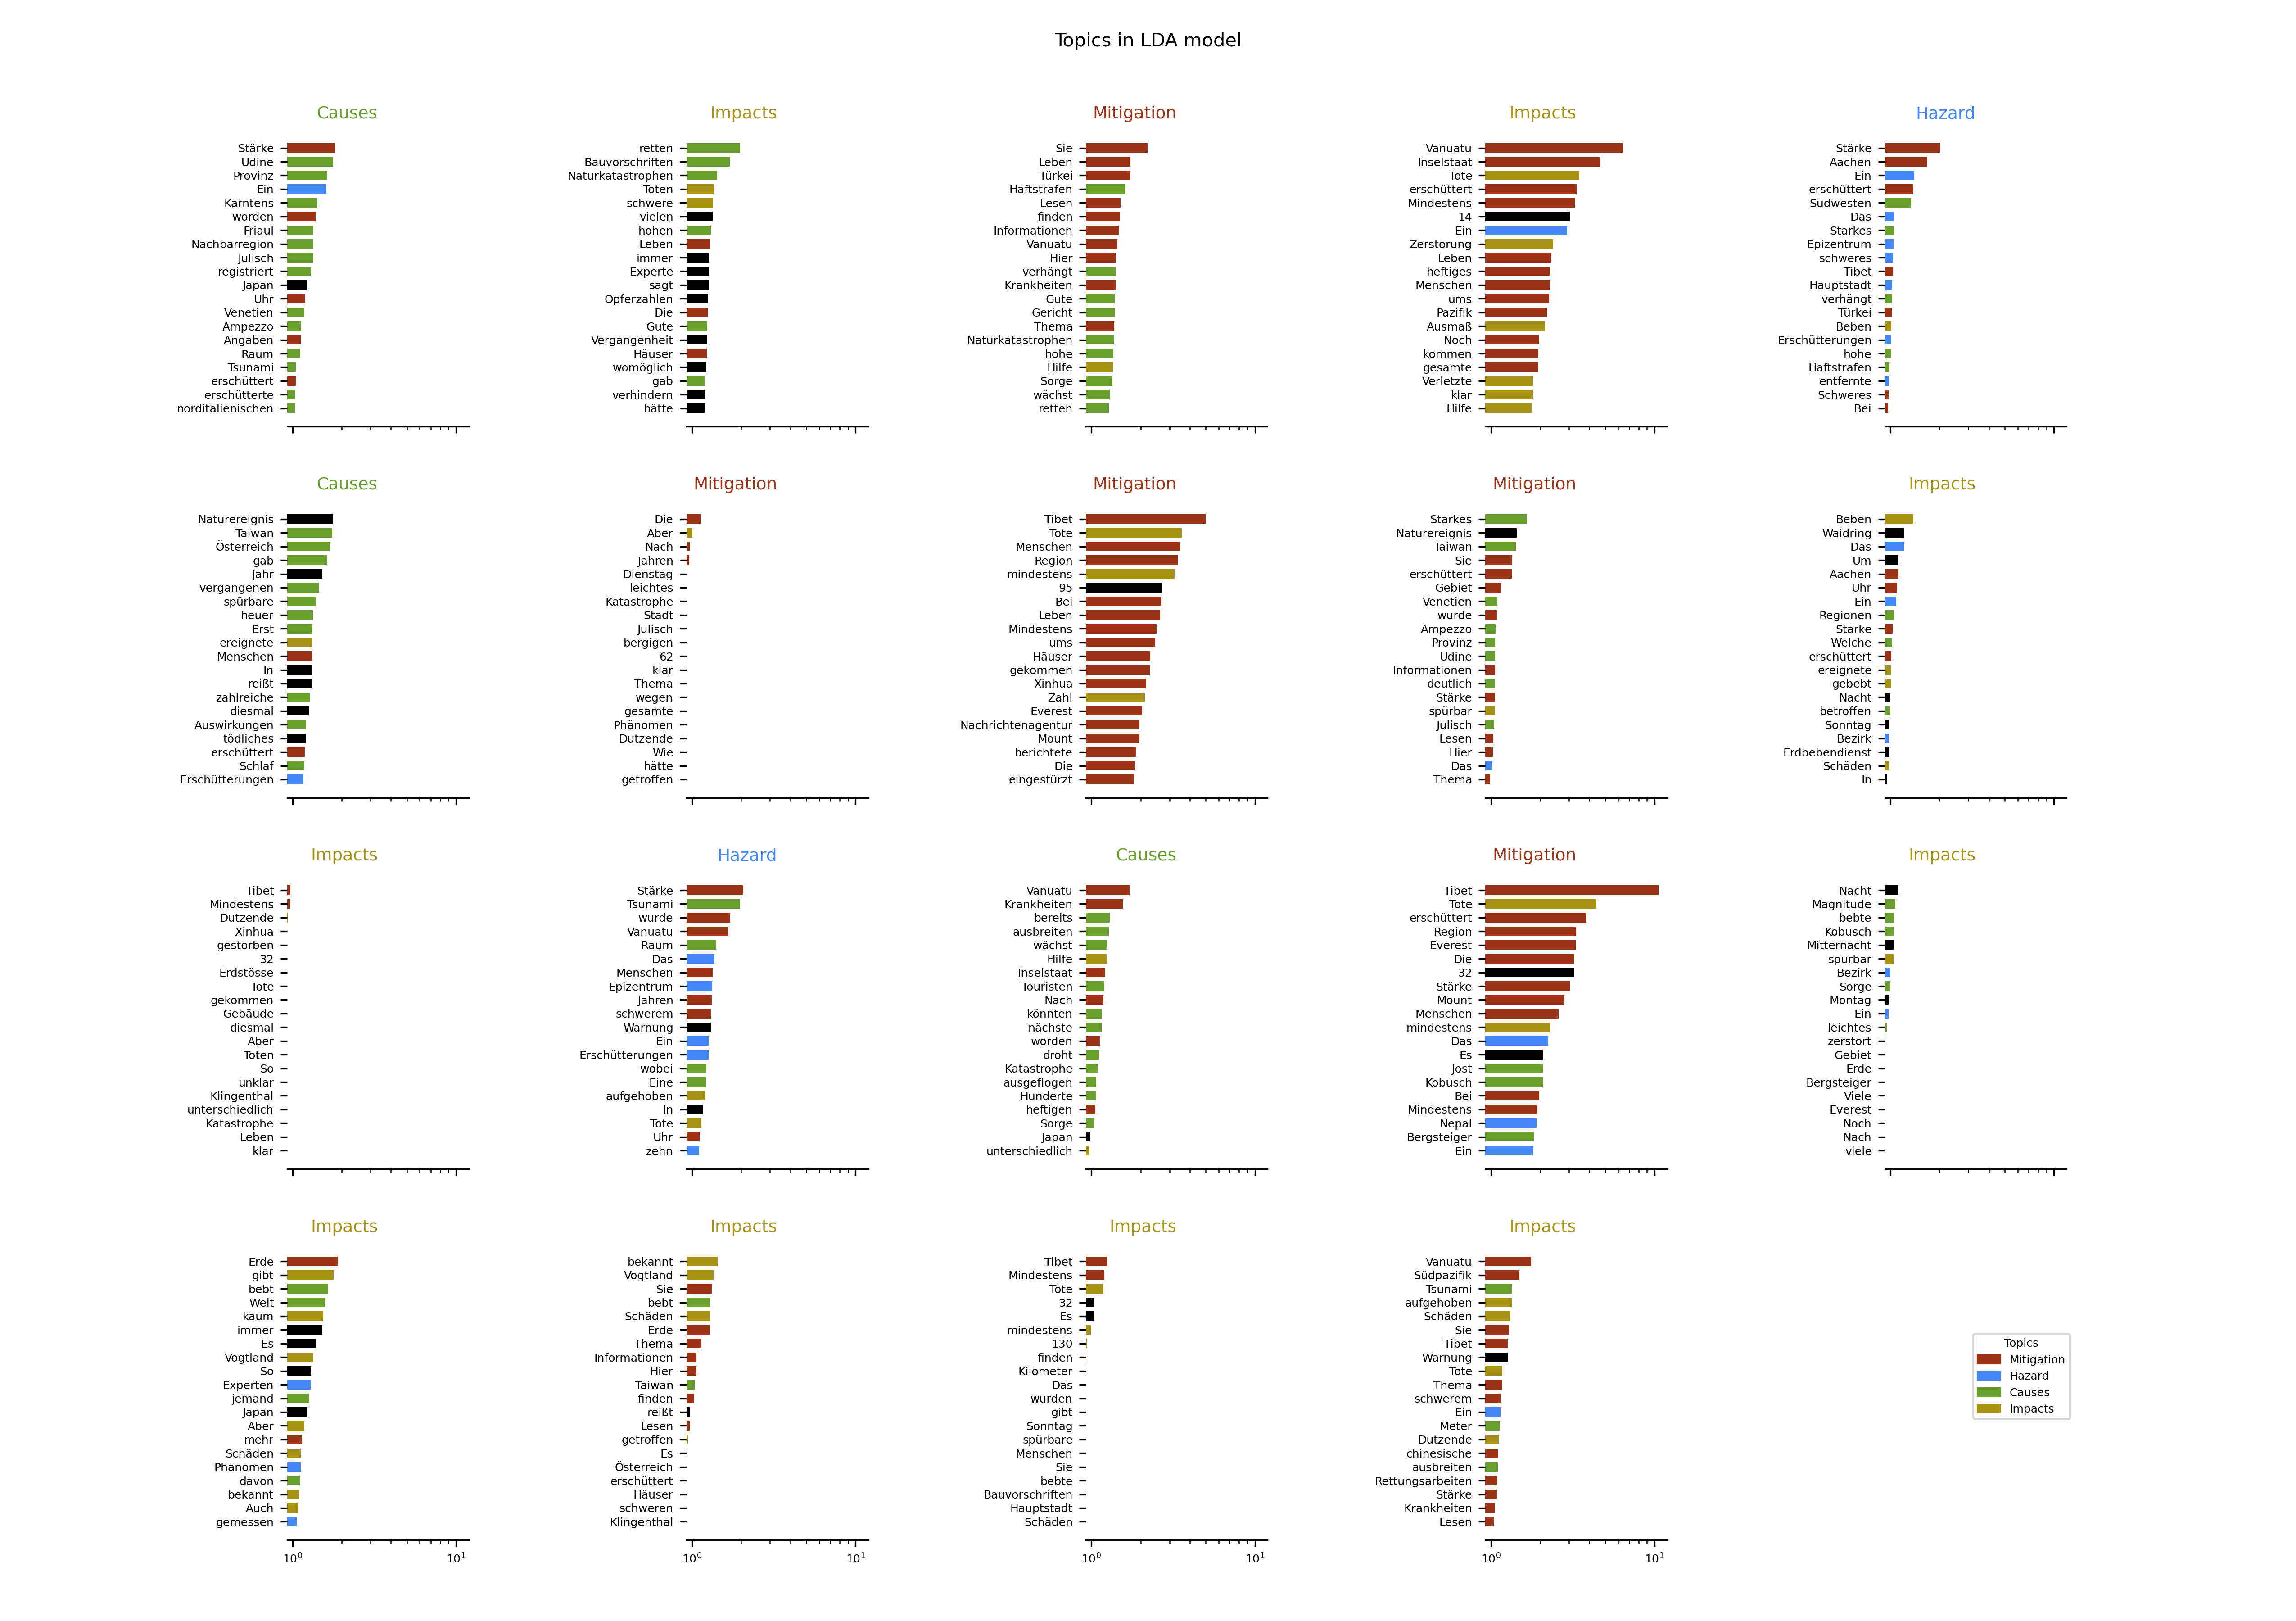 Topics in LDA model
Causes
Stärke
Udine
Provinz
Ein
Kärntens
worden
Friaul
Nachbarregion
Julisch
registriert
Japan
Uhr
Venetien
Ampezzo
Angaben
Raum
Tsunami
erschüttert
erschütterte
norditalienischen
Impacts
retten
Bauvorschriften
Naturkatastrophen
Toten
schwere
vielen
hohen
Leben
immer
Experte
sagt
Opferzahlen
Die
Gute
Vergangenheit
Häuser
womöglich
gab
verhindern
hätte
Mitigation
Sie
Leben
Türkei
Haftstrafen
Lesen
finden
Informationen
Vanuatu
Hier
verhängt
Krankheiten
Gute
Gericht
Thema
Naturkatastrophen
hohe
Hilfe
Sorge
wächst
retten
Impacts
Vanuatu
Inselstaat
Tote
erschüttert
Mindestens
14
Ein
Zerstörung
Leben
heftiges
Menschen
ums
Pazifik
Ausmaß
Noch
kommen
gesamte
Verletzte
klar
Hilfe
Hazard
Stärke
Aachen
Ein
erschüttert
Südwesten
Das
Starkes
Epizentrum
schweres
Tibet
Hauptstadt
verhängt
Türkei
Beben
Erschütterungen
hohe
Haftstrafen
entfernte
Schweres
Bei
Causes
Naturereignis
Taiwan
Österreich
gab
Jahr
vergangenen
spürbare
heuer
Erst
ereignete
Menschen
In
reißt
zahlreiche
diesmal
Auswirkungen
tödliches
erschüttert
Schlaf
Erschütterungen
Mitigation
Die
Aber
Nach
Jahren
Dienstag
leichtes
Katastrophe
Stadt
Julisch
bergigen
62
klar
Thema
wegen
gesamte
Phänomen
Dutzende
Wie
hätte
getroffen
Mitigation
Tibet
Tote
Menschen
Region
mindestens
95
Bei
Leben
Mindestens
ums
Häuser
gekommen
Xinhua
Zahl
Everest
Nachrichtenagentur
Mount
berichtete
Die
eingestürzt
Mitigation
Starkes
Naturereignis
Taiwan
Sie
erschüttert
Gebiet
Venetien
wurde
Ampezzo
Provinz
Udine
Informationen
deutlich
Stärke
spürbar
Julisch
Lesen
Hier
Das
Thema
Impacts
Beben
Waidring
Das
Um
Aachen
Uhr
Ein
Regionen
Stärke
Welche
erschüttert
ereignete
gebebt
Nacht
betroffen
Sonntag
Bezirk
Erdbebendienst
Schäden
In
Impacts
Tibet
Mindestens
Dutzende
Xinhua
gestorben
32
Erdstösse
Tote
gekommen
Gebäude
diesmal
Aber
Toten
So
unklar
Klingenthal
unterschiedlich
Katastrophe
Leben
klar
Hazard
Stärke
Tsunami
wurde
Vanuatu
Raum
Das
Menschen
Epizentrum
Jahren
schwerem
Warnung
Ein
Erschütterungen
wobei
Eine
aufgehoben
In
Tote
Uhr
zehn
Causes
Vanuatu
Krankheiten
bereits
ausbreiten
wächst
Hilfe
Inselstaat
Touristen
Nach
könnten
nächste
worden
droht
Katastrophe
ausgeflogen
Hunderte
heftigen
Sorge
Japan
unterschiedlich
Mitigation
Tibet
Tote
erschüttert
Region
Everest
Die
32
Stärke
Mount
Menschen
mindestens
Das
Es
Jost
Kobusch
Bei
Mindestens
Nepal
Bergsteiger
Ein
Impacts
Nacht
Magnitude
bebte
Kobusch
Mitternacht
spürbar
Bezirk
Sorge
Montag
Ein
leichtes
zerstört
Gebiet
Erde
Bergsteiger
Viele
Everest
Noch
Nach
viele
Impacts
Erde
gibt
bebt
Welt
kaum
immer
Es
Vogtland
So
Experten
jemand
Japan
Aber
mehr
Schäden
Phänomen
davon
bekannt
Auch
gemessen
10⁰ 10¹
Impacts
bekannt
Vogtland
Sie
bebt
Schäden
Erde
Thema
Informationen
Hier
Taiwan
finden
reißt
Lesen
getroffen
Es
Österreich
erschüttert
Häuser
schweren
Klingenthal
10⁰ 10¹
Impacts
Tibet
Mindestens
Tote
32
Es
mindestens
130
finden
Kilometer
Das
wurden
gibt
Sonntag
spürbare
Menschen
Sie
bebte
Bauvorschriften
Hauptstadt
Schäden
10⁰ 10¹
Impacts
Vanuatu
Südpazifik
Tsunami
aufgehoben
Schäden
Sie
Tibet
Warnung
Tote
Thema
schwerem
Ein
Meter
Dutzende
chinesische
ausbreiten
Rettungsarbeiten
Stärke
Krankheiten
Lesen
10⁰ 10¹
Topics
Mitigation
Hazard
Causes
Impacts